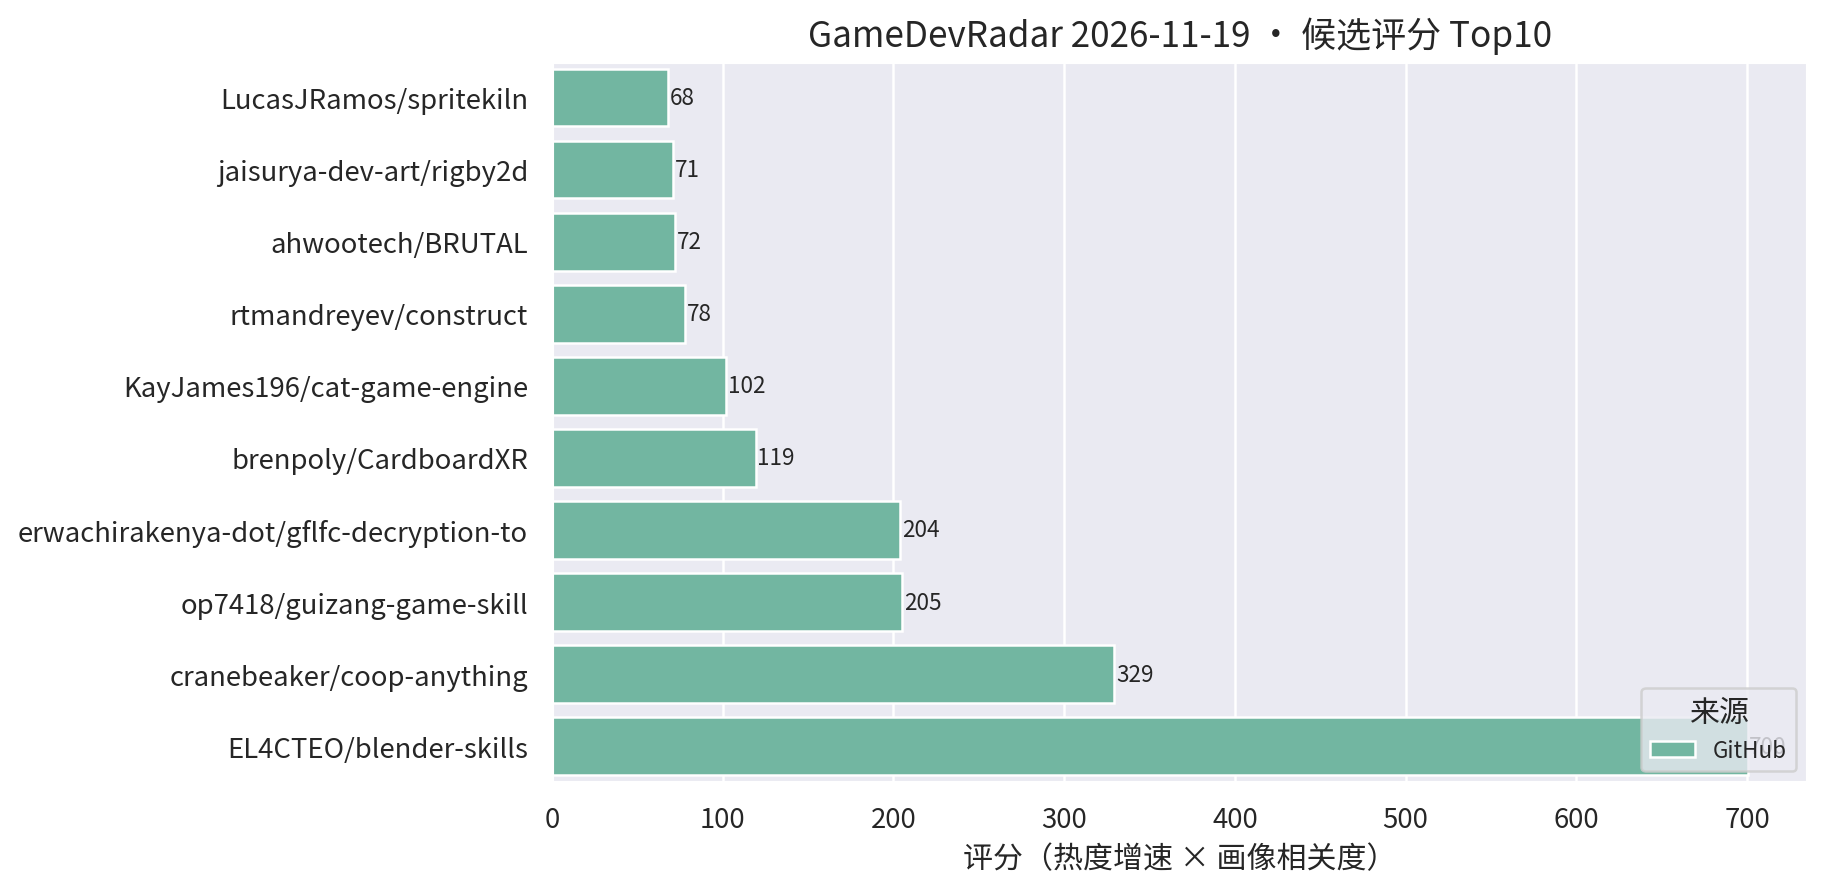 GameDevRadar 2026-11-19 · 候选评分 Top10
LucasJRamos/spritekiln 68
jaisurya-dev-art/rigby2d 71
ahwootech/BRUTAL 72
rtmandreyev/construct 78
KayJames196/cat-game-engine 102
brenpoly/CardboardXR 119
erwachirakenya-dot/gflfc-decryption-to 204
op7418/guizang-game-skill 205
cranebeaker/coop-anything 329
EL4CTEO/blender-skills
来源
GitHub
0 100 200 300 400 500 600 700
评分（热度增速 × 画像相关度）